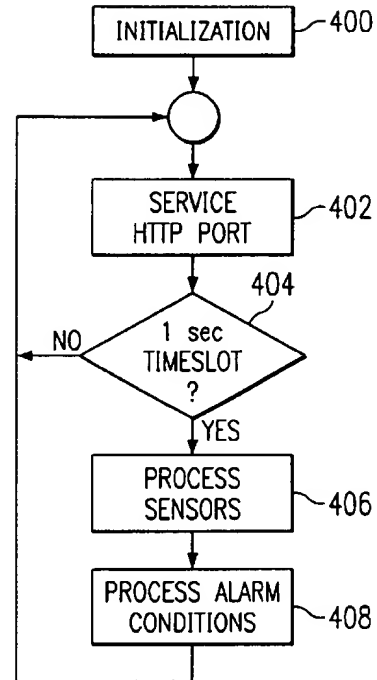 INITIALIZATION
400
SERVICE
HTTP PORT
402
404
1 sec
TIMESLOT
?
NO
YES
PROCESS
SENSORS
406
PROCESS ALARM
CONDITIONS
408